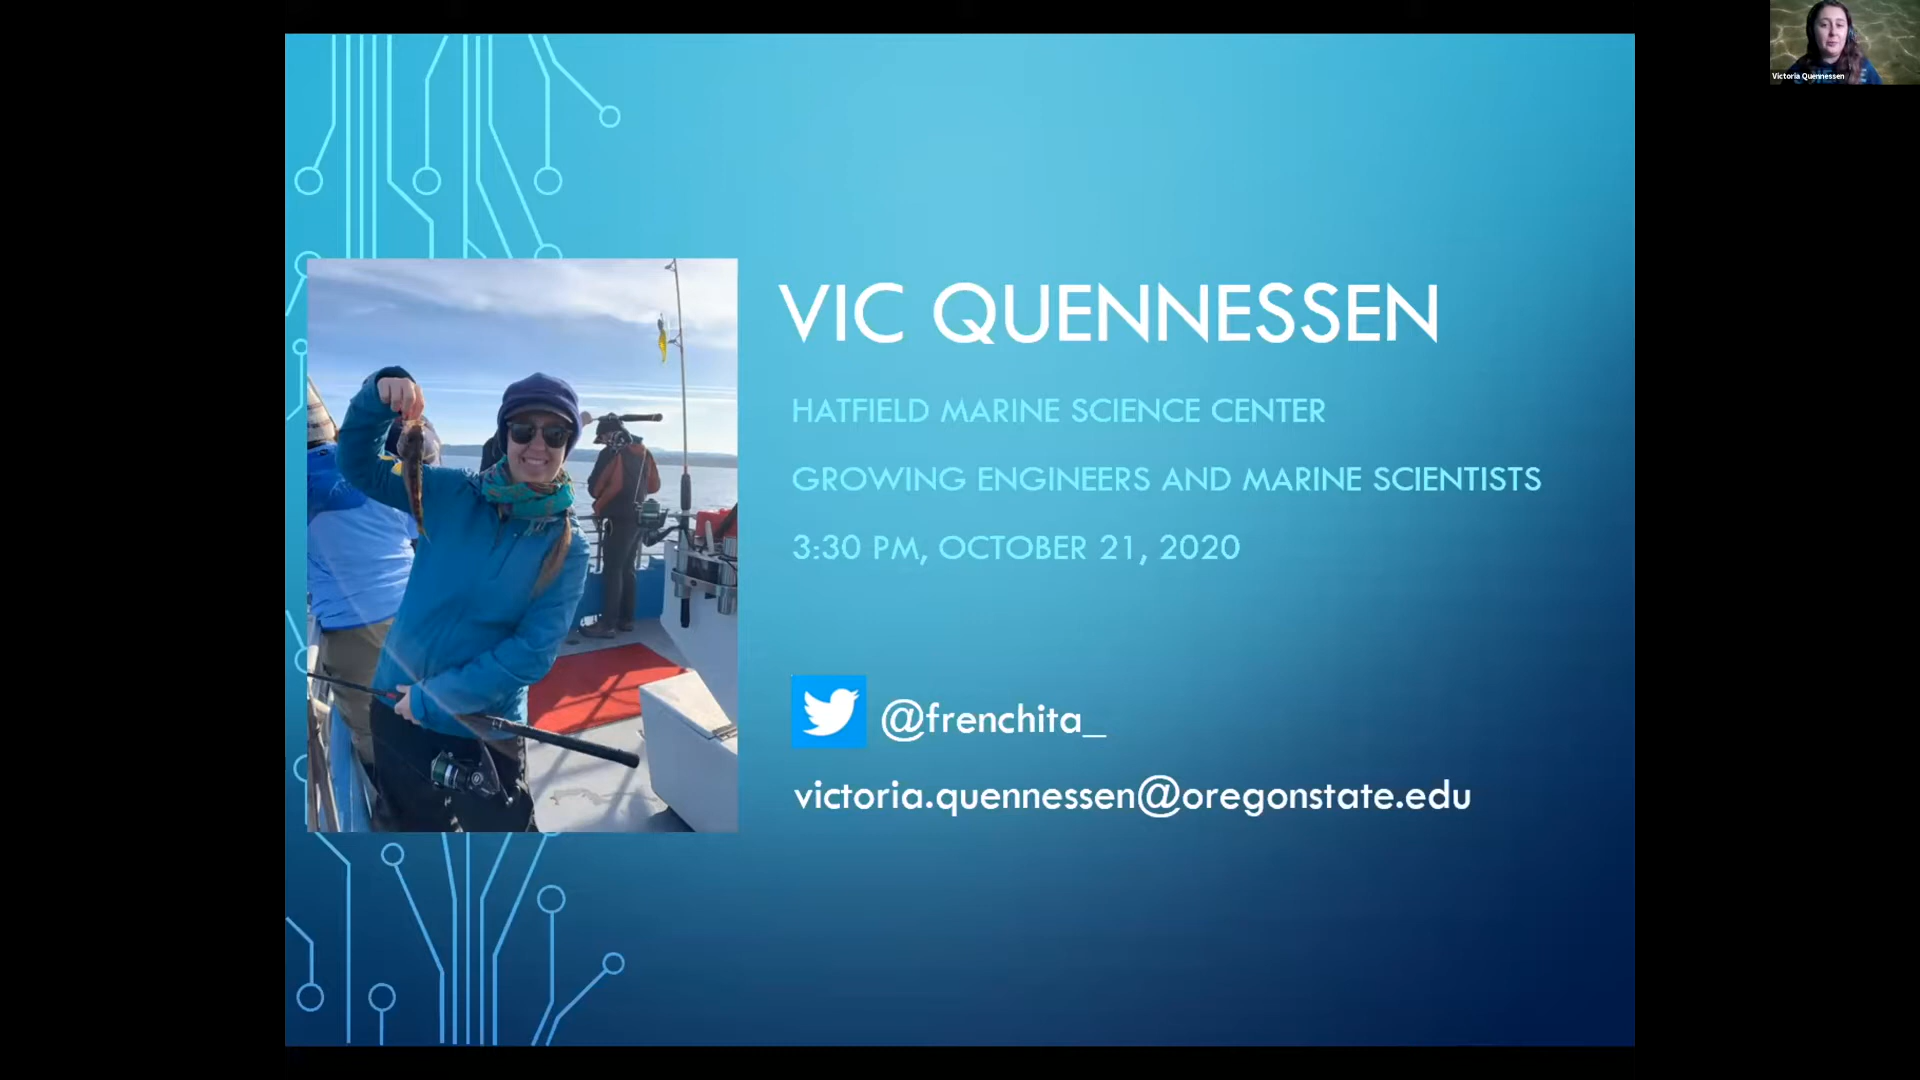 Victoria Quennessen
VIC QUENNESSEN
HATFIELD MARINE SCIENCE CENTER
GROWING ENGINEERS AND MARINE SCIENTISTS
3:30 PM, OCTOBER 21, 2020
@frenchita_
victoria.quennessen@oregonstate.edu